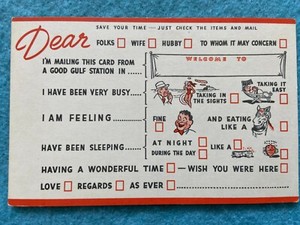 SAVE YOUR TIME — JUST CHECK THE ITEMS AND MAIL
Dear FOLKS WIFE HUBBY TO WHOM IT MAY CONCERN
I'M MAILING THIS CARD FROM
A GOOD GULF STATION IN.....
WELCOME TO
I HAVE BEEN VERY BUSY....
TAKING IN THE SIGHTS
TAKING IT EASY
I AM FEELING..........
FINE
AND EATING LIKE A
HAVE BEEN SLEEPING......
AT NIGHT
DURING THE DAY
LIKE A
HAVING A WONDERFUL TIME — WISH YOU WERE HERE
LOVE REGARDS AS EVER